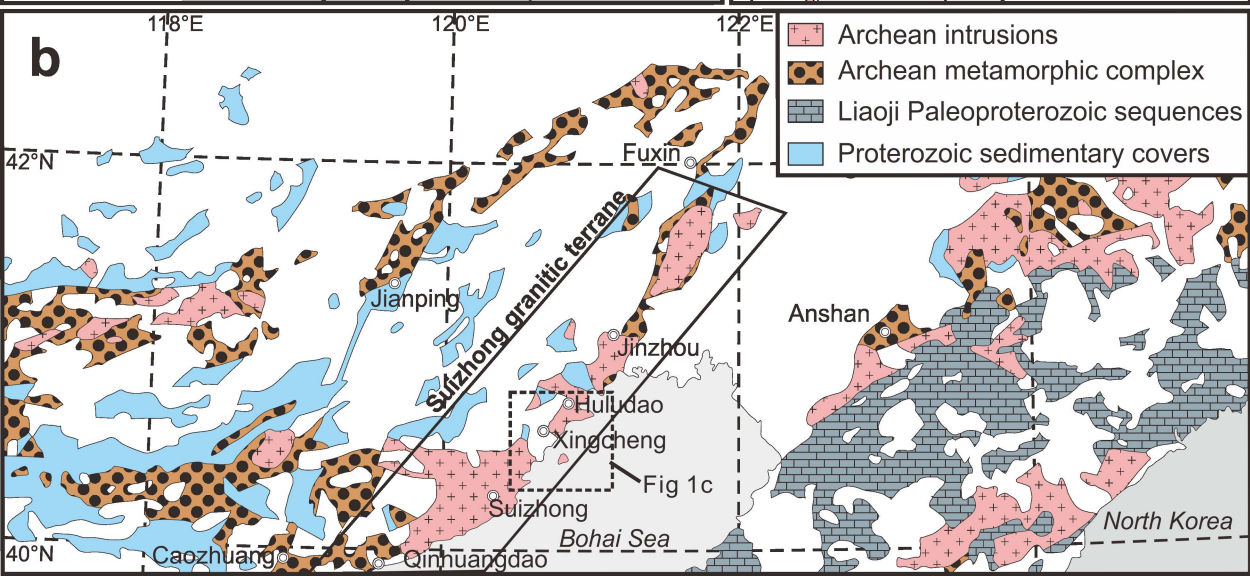 118°E
120°E
122°E
b
Archean intrusions
Archean metamorphic complex
Liaoji Paleoproterozoic sequences
Proterozoic sedimentary covers
42°N
Fuxin
Suizhong granitic terrane
Jianping
Anshan
Jinzhou
Huludao
Xingcheng
Fig 1c
Suizhong
North Korea
Bohai Sea
40°N
Caozhuang
Qinhuangdao